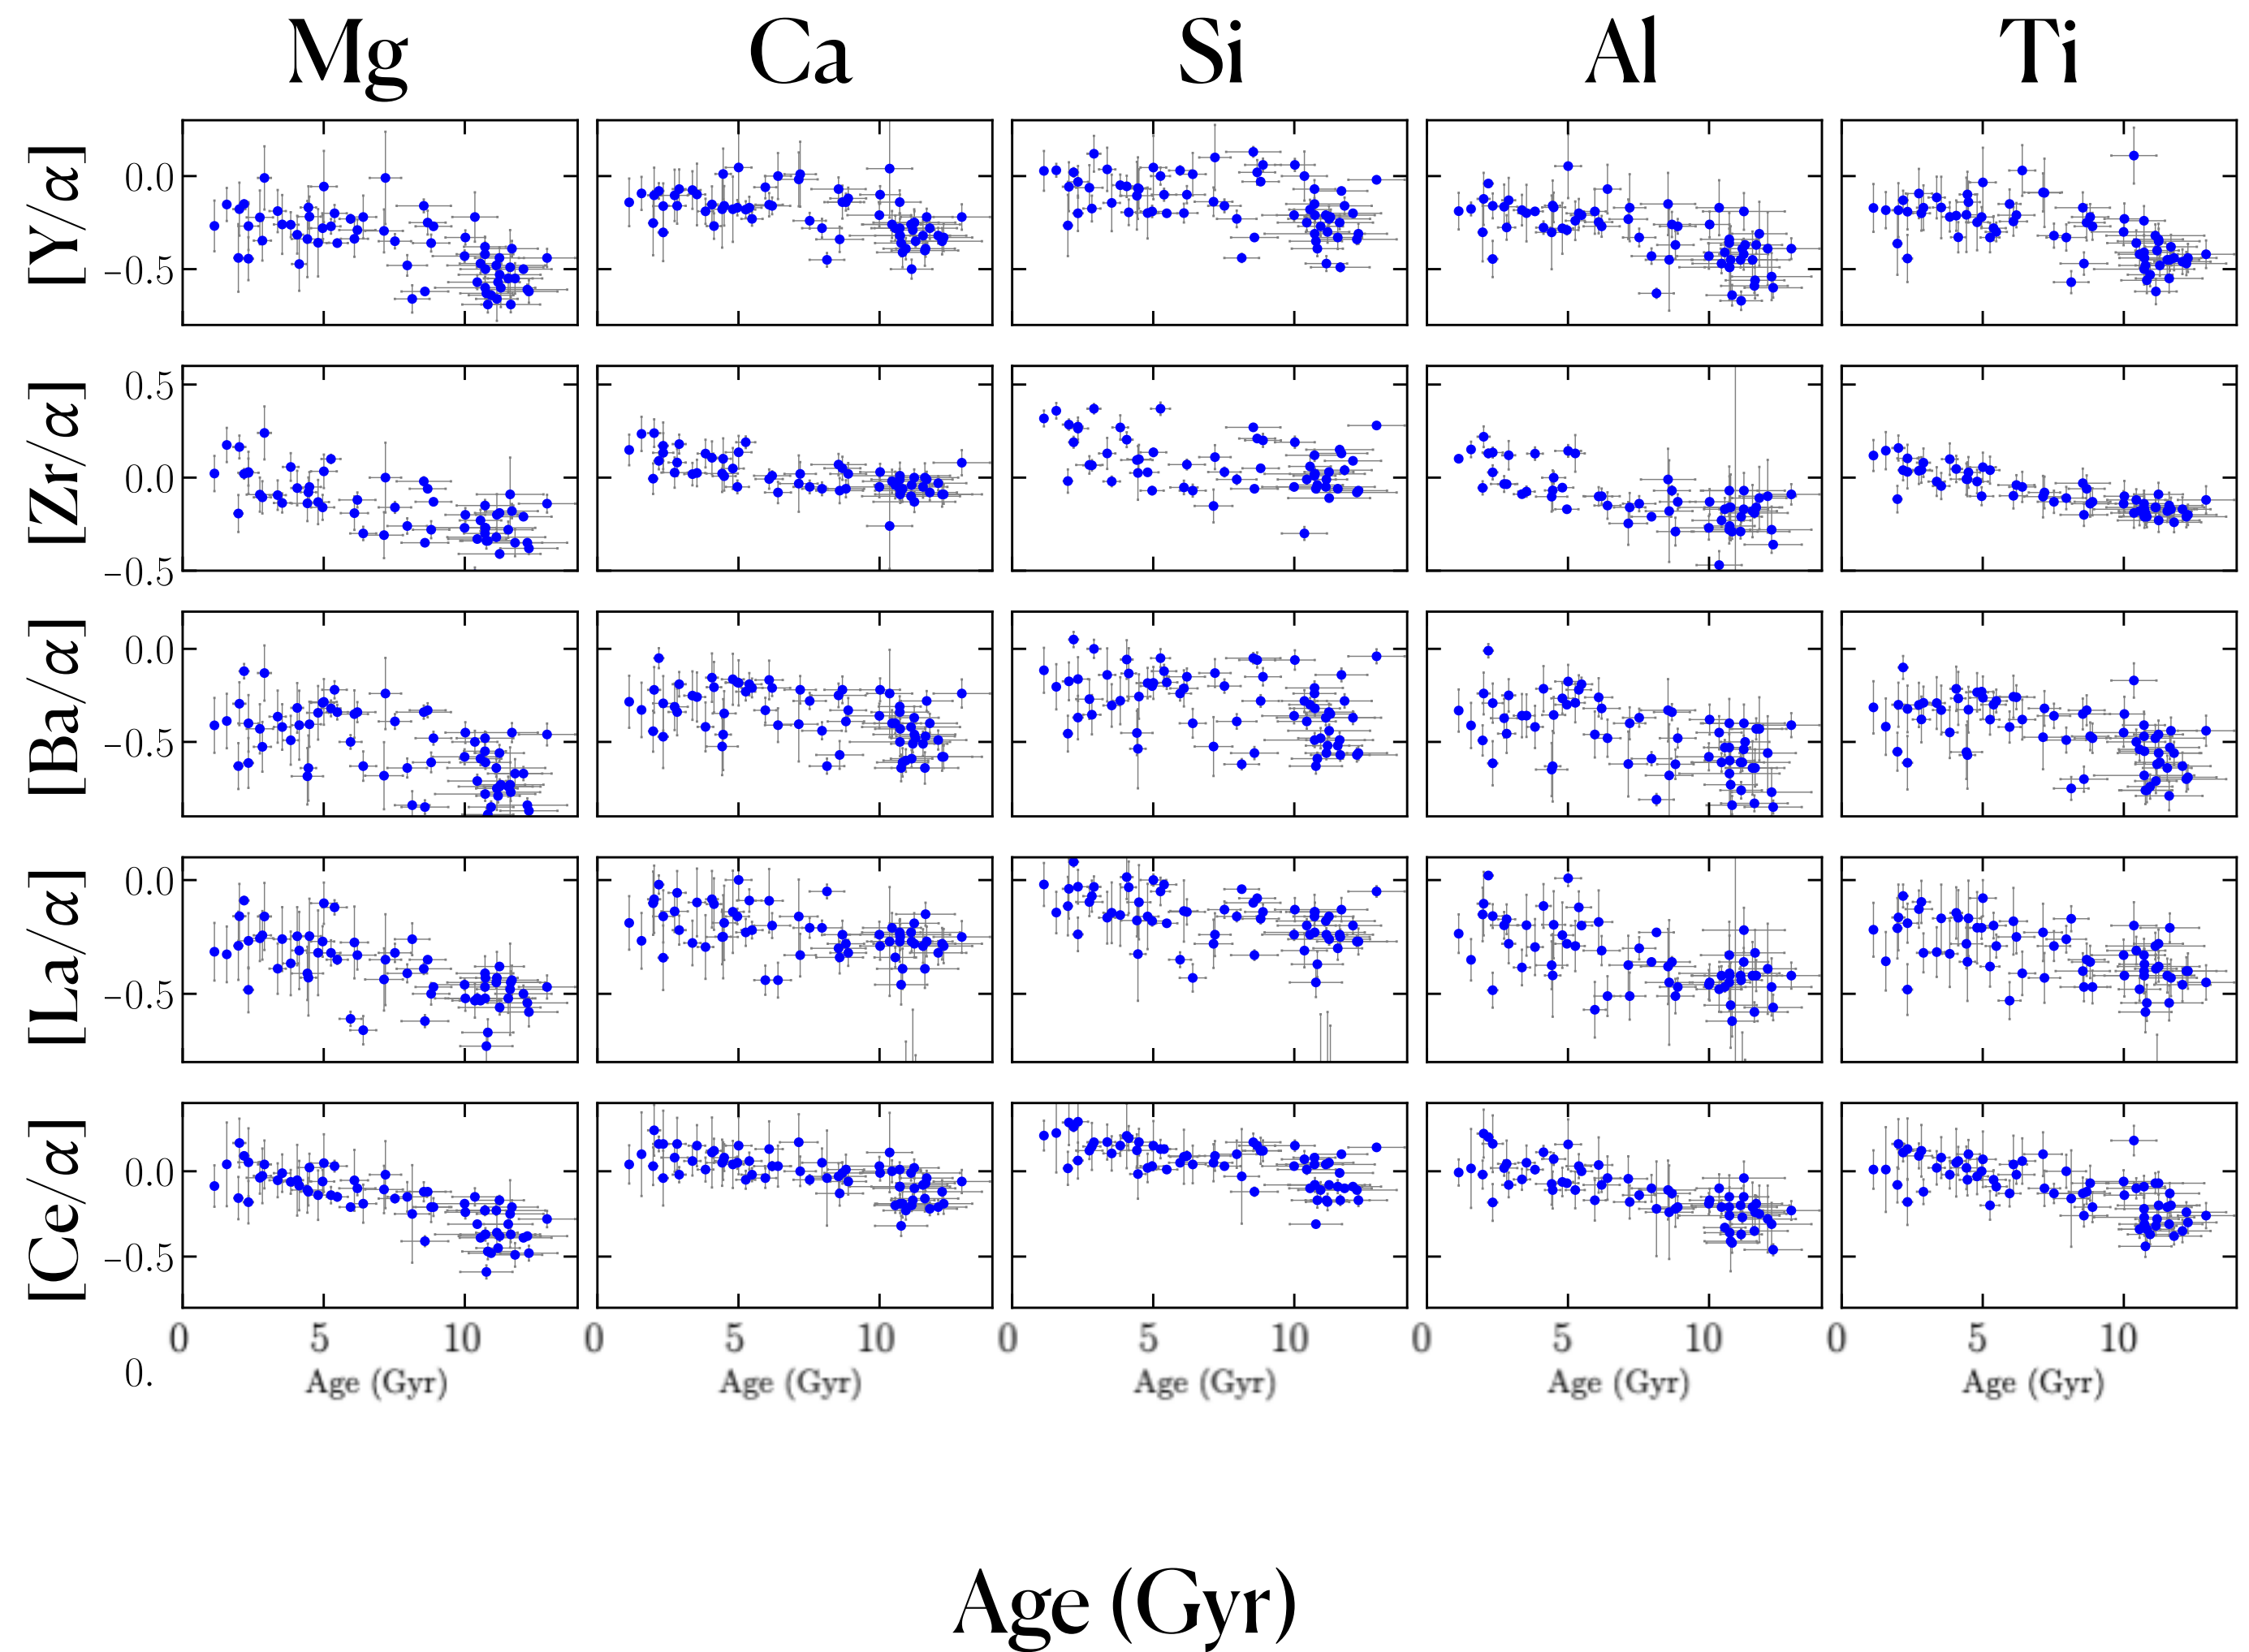 Mg Ca Si Al Ti
[Y/α]
0.0
−0.5
[Zr/α]
0.5
0.0
−0.5
[Ba/α]
0.0
−0.5
[La/α]
0.0
−0.5
[Ce/α]
0.0
−0.5
0 5 10 0 5 10 0 5 10 0 5 10 0 5 10
0.
Age (Gyr) Age (Gyr) Age (Gyr) Age (Gyr) Age (Gyr)
Age (Gyr)